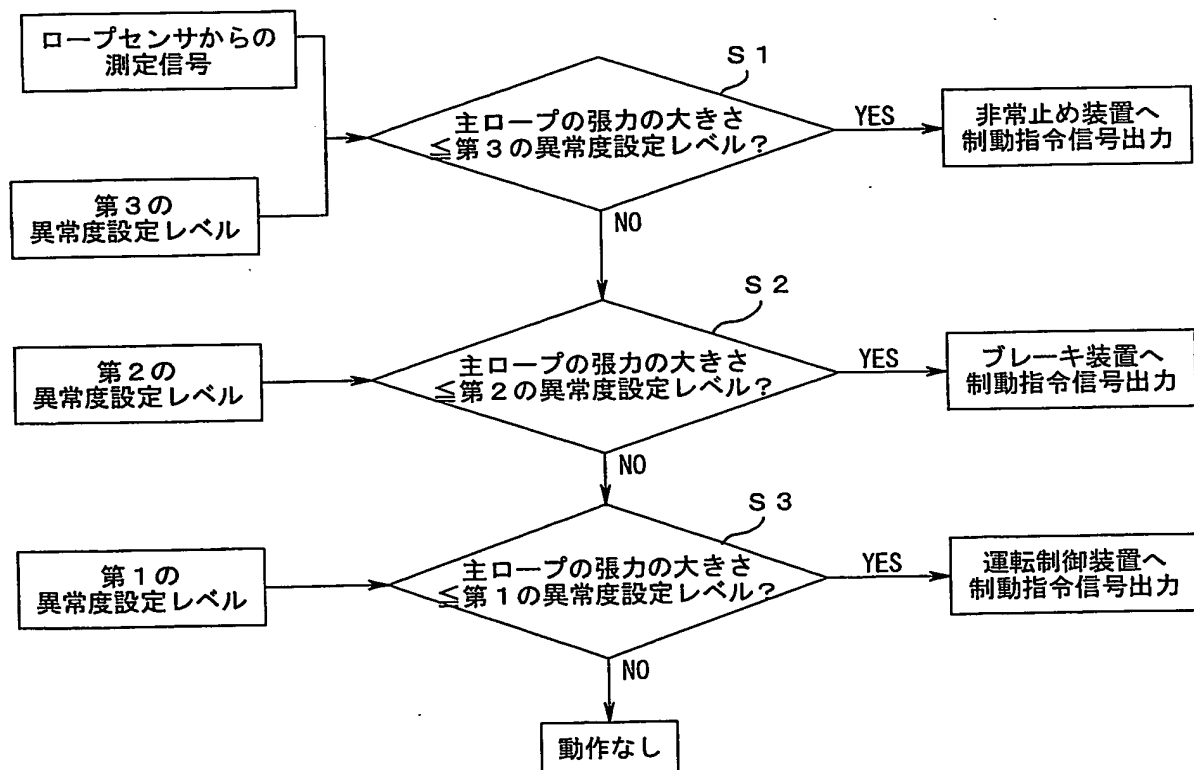 ロープセンサからの
測定信号
第3の
異常度設定レベル
S1
主ロープの張力の大きさ
≦第3の異常度設定レベル?
YES
非常止め装置へ
制動指令信号出力
NO
第2の
異常度設定レベル
S2
主ロープの張力の大きさ
≦第2の異常度設定レベル?
YES
ブレーキ装置へ
制動指令信号出力
NO
第1の
異常度設定レベル
S3
主ロープの張力の大きさ
≦第1の異常度設定レベル?
YES
運転制御装置へ
制動指令信号出力
NO
動作なし